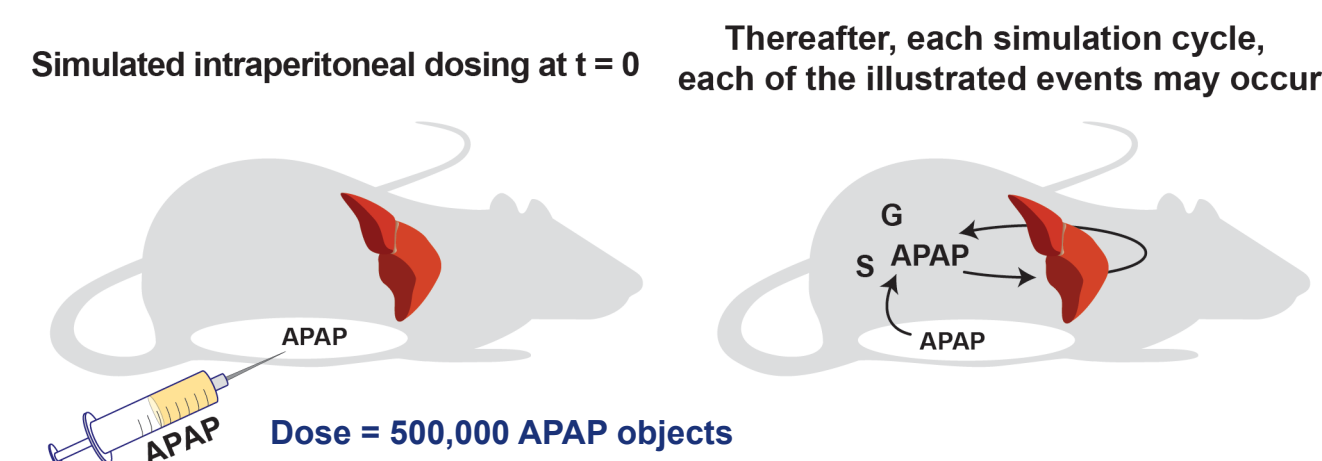 Simulated intraperitoneal dosing at t = 0
Thereafter, each simulation cycle,
each of the illustrated events may occur
APAP
APAP
Dose = 500,000 APAP objects
G
S
APAP
APAP